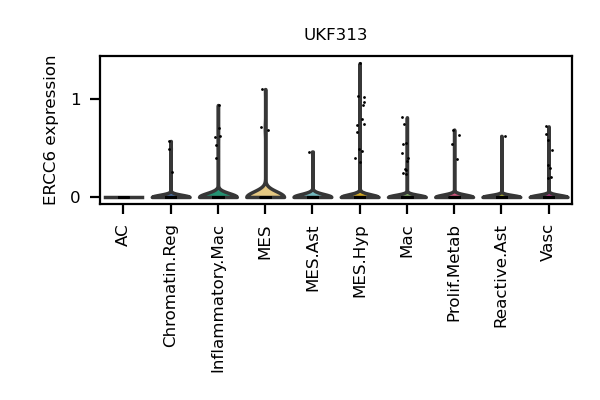 UKF313
ERCC6 expression
1
0
AC
Chromatin.Reg
Inflammatory.Mac
MES
MES.Ast
MES.Hyp
Mac
Prolif.Metab
Reactive.Ast
Vasc